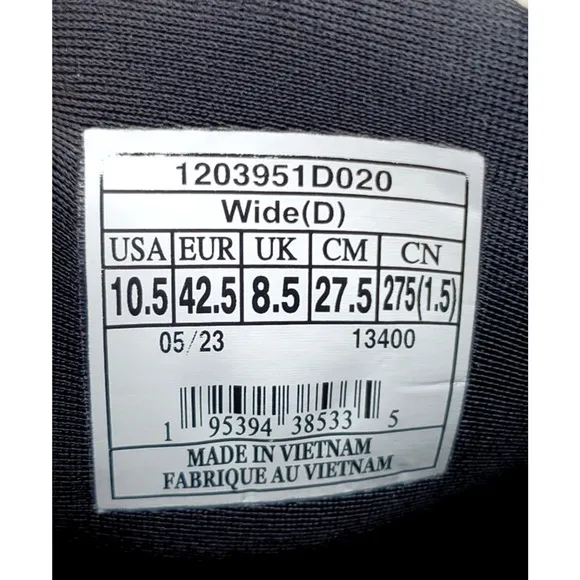 1203951D020
Wide(D)
USA EUR UK CM CN
10.5 42.5 8.5 27.5 275(1.5)
05/23 13400
1 95394 38533 5
MADE IN VIETNAM
FABRIQUE AU VIETNAM